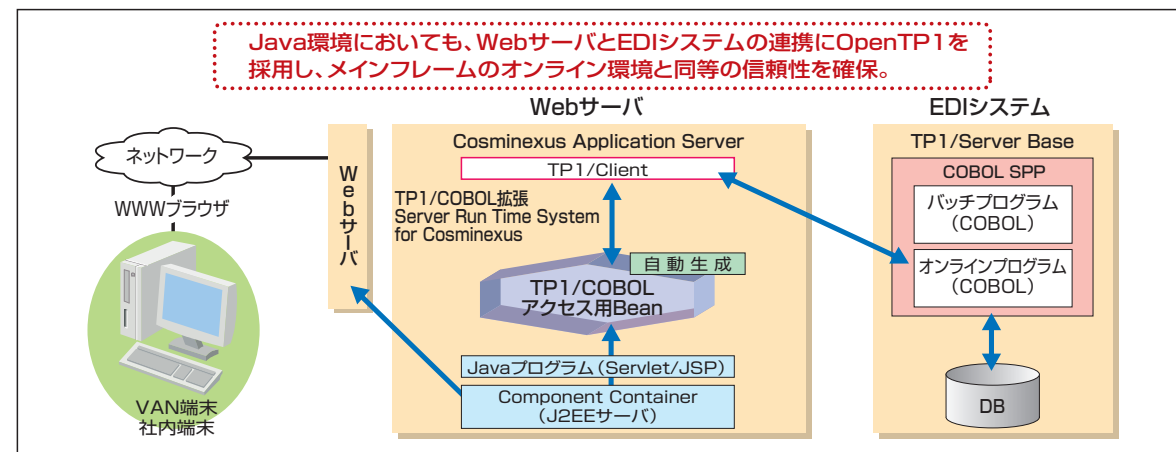 Java環境においても、WebサーバとEDIシステムの連携にOpenTP1を
採用し、メインフレームのオンライン環境と同等の信頼性を確保。
Webサーバ
EDIシステム
ネットワーク
WWWブラウザ
VAN端末
社内端末
Webサーバ
Cosminexus Application Server
TP1/Client
TP1/COBOL拡張
Server Run Time System
for Cosminexus
自動生成
TP1/COBOL
アクセス用Bean
Javaプログラム(Servlet/JSP)
Component Container
(J2EEサーバ)
TP1/Server Base
COBOL SPP
バッチプログラム
(COBOL)
オンラインプログラム
(COBOL)
DB